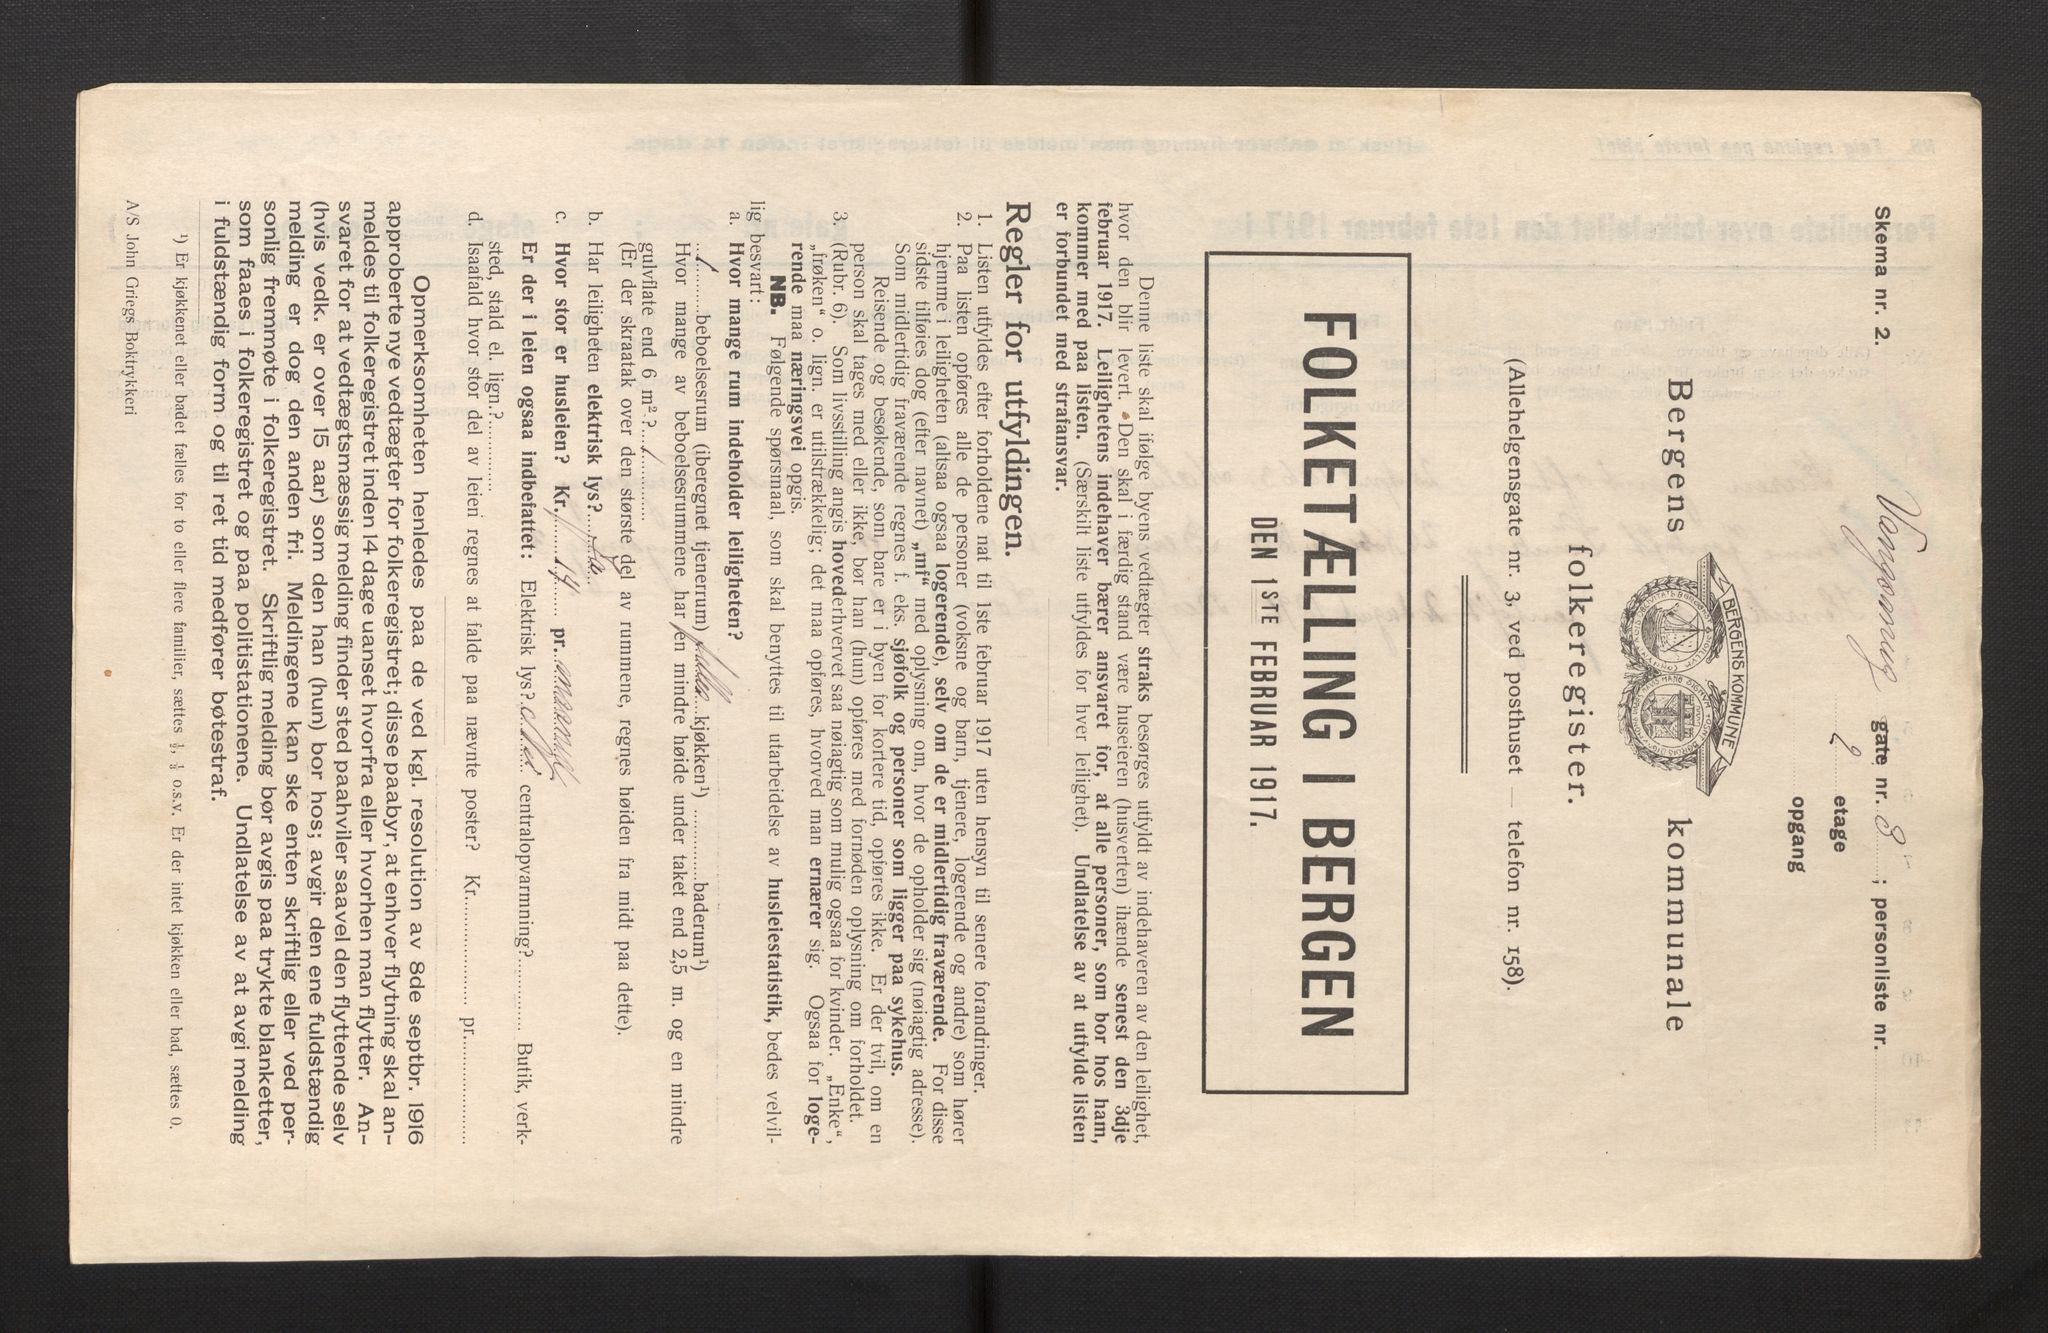 Skema nr. 2.
Vangsmug gate nr. 3 ; personliste nr.
2 etage
opgang
BERGENS KOMMUNE
Bergens kommunale
folkeregister.
(Allehelgensgate nr. 3, ved posthuset — telefon nr. 158).
FOLKETÆLLING I BERGEN
DEN 1STE FEBRUAR 1917.
Denne liste skal ifølge byens vedtægter straks besørges utfyldt av indehaveren av den leilighet,
hvor den blir levert. Den skal i færdig stand være huseieren (husverten) ihænde senest den 3dje
februar 1917. Leilighetens indehaver bærer ansvaret for, at alle personer, som bor hos ham,
kommer med paa listen. (Særskilt liste utfyldes for hver leilighet). Undlatelse av at utfylde listen
er forbundet med strafansvar.
Regler for utfyldingen.
1. Listen utfyldes efter forholdene nat til 1ste februar 1917 uten hensyn til senere forandringer.
2. Paa listen opføres alle de personer (voksne og barn, tjenere, logerende og andre) som hører
hjemme i leiligheten (altsaa ogsaa logerende), selv om de er midlertidig fraværende. For disse
sidste tilføies dog (efter navnet) „mf“ med oplysning om, hvor de opholder sig (nøiagtig adresse).
Som midlertidig fraværende regnes f. eks. sjøfolk og personer som ligger paa sykehus.
Reisende og besøkende, som bare er i byen for kortere tid, opføres ikke. Er der tvil, om en
person skal tages med eller ikke, bør han (hun) opføres med fornøden oplysning om forholdet.
3. (Rubr. 6). Som livsstilling angis hovederhvervet saa nøiagtig som mulig ogsaa for kvinder. „Enke“,
„frøken“ o. lign. er utilstrækkelig; det maa opføres, hvorved man ernærer sig. Ogsaa for loge-
rende maa næringsvei opgis.
NB. Følgende spørsmaal, som skal benyttes til utarbeidelse av husleiestatistik, bedes velvil-
lig besvart:
a. Hvor mange rum indeholder leiligheten?
1 beboelsesrum (iberegnet tjenerrum) kjøkken¹) baderum¹)
Hvor mange av beboelsesrummene har en mindre høide under taket end 2,5 m. og en mindre
gulvflate end 6 m²? 1
(Er der skraatak over den største del av rummene, regnes høiden fra midt paa dette).
b. Har leiligheten elektrisk lys?
c. Hvor stor er husleien? Kr. 14 pr. maaned
Er der i leien ogsaa indbefattet: Elektrisk lys? centralopvarmning? Butik, verk-
sted, stald el. lign.?
d. Isaafald hvor stor del av leien regnes at falde paa nævnte poster? Kr. pr.
Opmerksomheten henledes paa de ved kgl. resolution av 8de septbr. 1916
approberte nye vedtægter for folkeregistret; disse paabyr, at enhver flytning skal an-
meldes til folkeregistret inden 14 dage uanset hvorfra eller hvorhen man flytter. An-
svaret for at vedtægtsmæssig melding finder sted paahviler saavel den flyttende selv
(hvis vedk. er over 15 aar) som den han (hun) bor hos; avgir den ene fuldstændig
melding er dog den anden fri. Meldingene kan ske enten skriftlig eller ved per-
sonlig fremmøte i folkeregistret. Skriftlig melding bør avgis paa trykte blanketter,
som faaes i folkeregistret og paa politistationene. Undlatelse av at avgi melding
i fuldstændig form og til ret tid medfører bøtestraf.
¹) Er kjøkkenet eller badet fælles for to eller flere familier, sættes ½, ⅓ o.s.v. Er der intet kjøkken eller bad, sættes 0.
A/S John Griegs Boktrykkeri